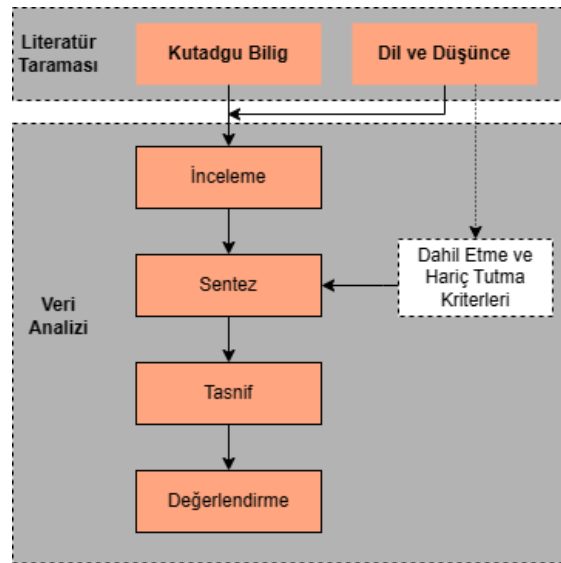 Literatür
Taraması
Kutadgu Bilig
Dil ve Düşünce
İnceleme
Dahil Etme ve
Hariç Tutma
Kriterleri
Sentez
Veri
Analizi
Tasnif
Değerlendirme